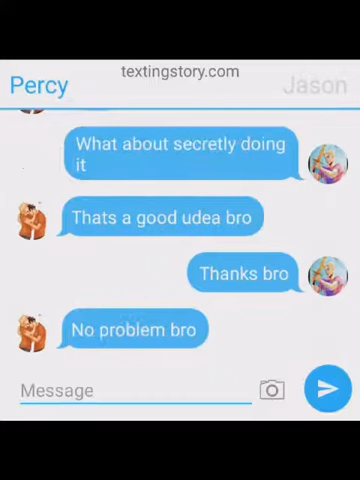 textingstory.com
Percy
Jason
What about secretly doing
it
Thats a good udea bro
Thanks bro
No problem bro
Message